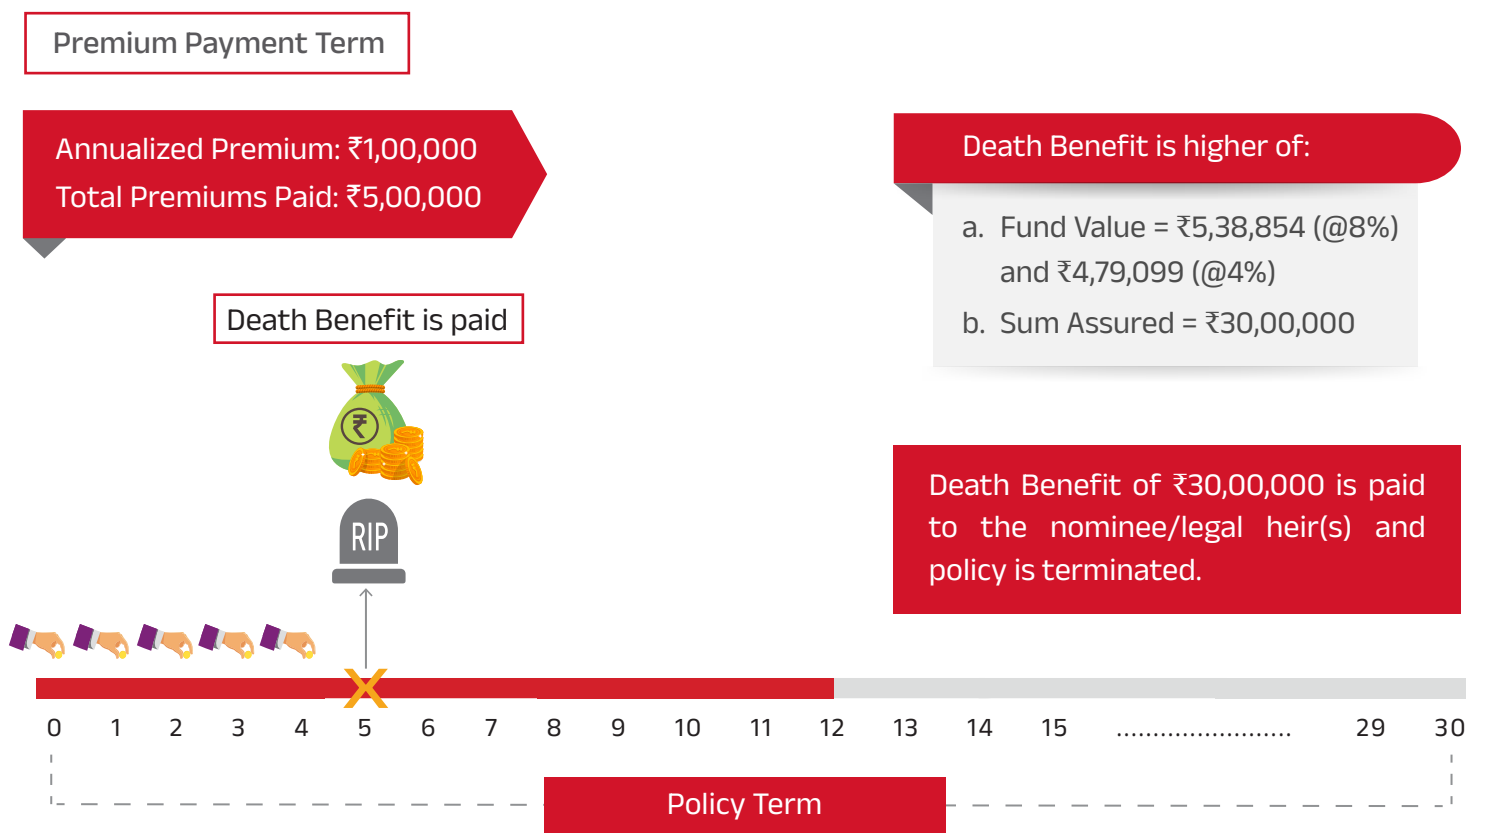 Premium Payment Term
Annualized Premium: ₹1,00,000
Total Premiums Paid: ₹5,00,000
Death Benefit is higher of:
a. Fund Value = ₹5,38,854 (@8%)
and ₹4,79,099 (@4%)
b. Sum Assured = ₹30,00,000
Death Benefit is paid
₹
RIP
Death Benefit of ₹30,00,000 is paid
to the nominee/legal heir(s) and
policy is terminated.
0 1 2 3 4 5 6 7 8 9 10 11 12 13 14 15 ........................ 29 30
Policy Term